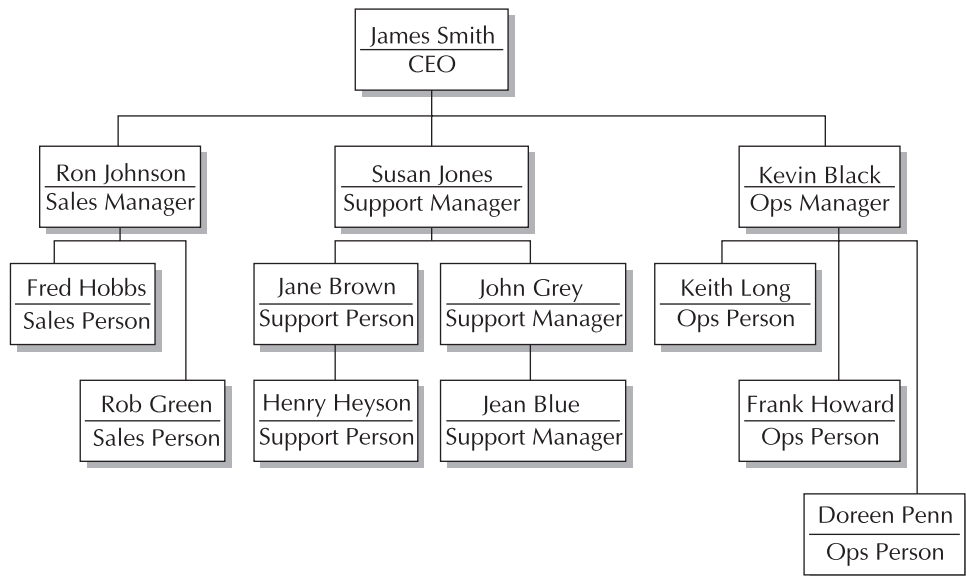 James Smith
CEO
Ron Johnson
Sales Manager
Susan Jones
Support Manager
Kevin Black
Ops Manager
Fred Hobbs
Sales Person
Jane Brown
Support Person
John Grey
Support Manager
Keith Long
Ops Person
Rob Green
Sales Person
Henry Heyson
Support Person
Jean Blue
Support Manager
Frank Howard
Ops Person
Doreen Penn
Ops Person